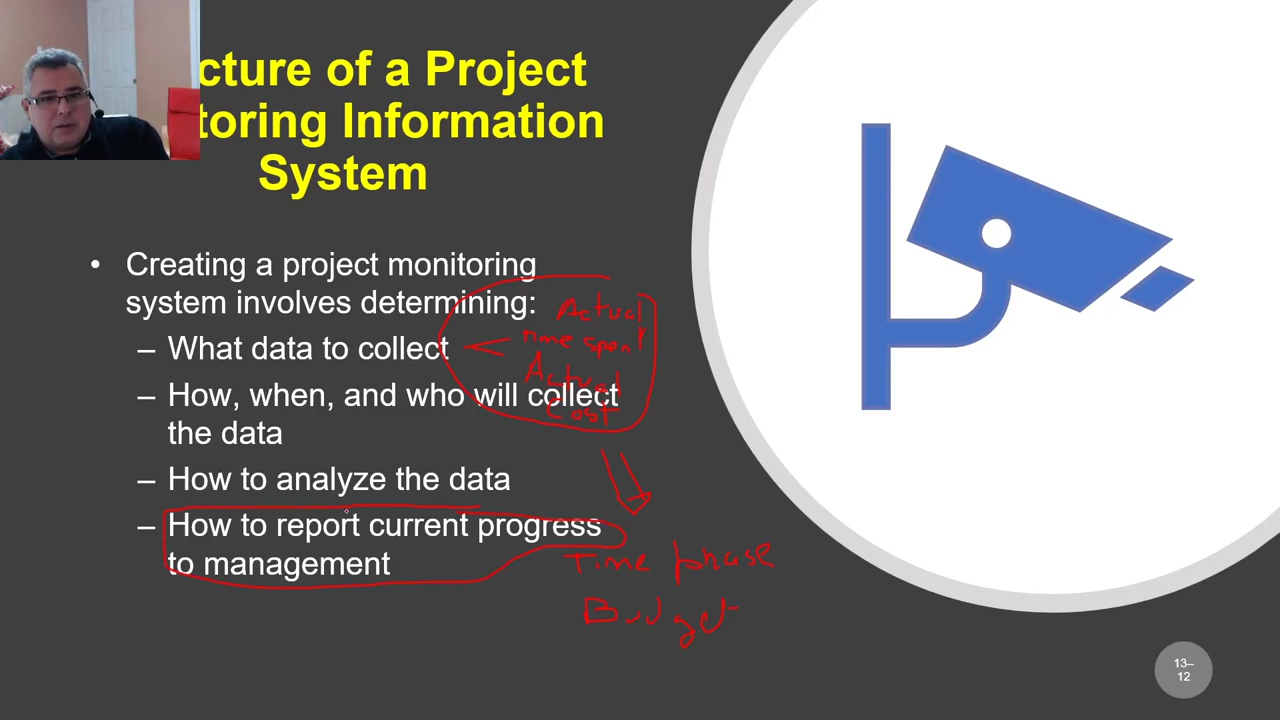 cture of a Project
toring Information
System
• Creating a project monitoring
system involves determining:
– What data to collect
Actual
time spent
Actual
Cost
– How, when, and who will collect
the data
– How to analyze the data
– How to report current progress
to management
Time phase
Budget
13–
12